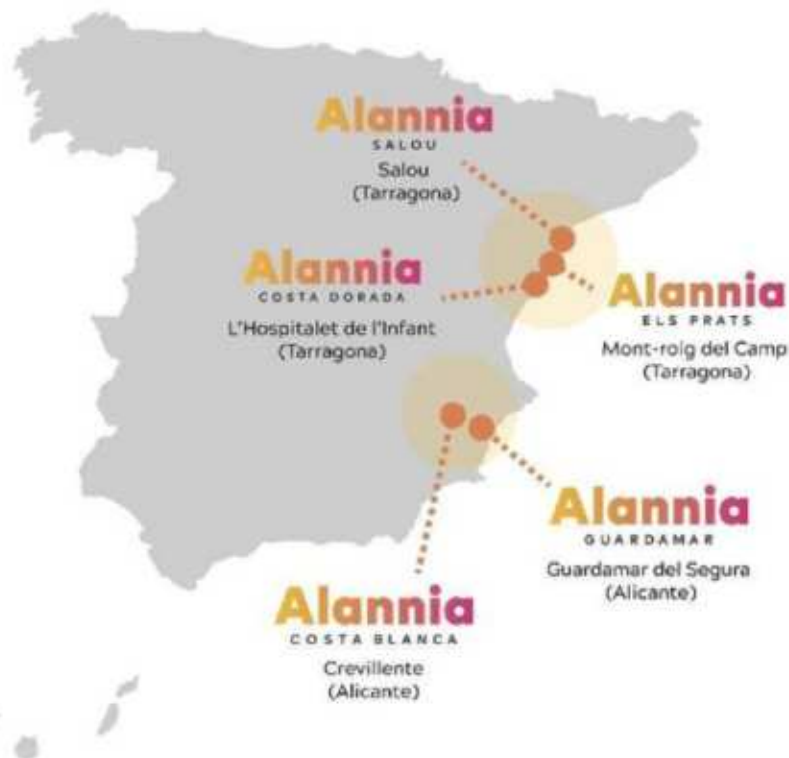 Alannia
SALOU
Salou
(Tarragona)
Alannia
COSTA DORADA
L'Hospitalet de l'Infant
(Tarragona)
Alannia
ELS PRATS
Mont-roig del Camp
(Tarragona)
Alannia
GUARDAMAR
Guardamar del Segura
(Alicante)
Alannia
COSTA BLANCA
Crevillente
(Alicante)